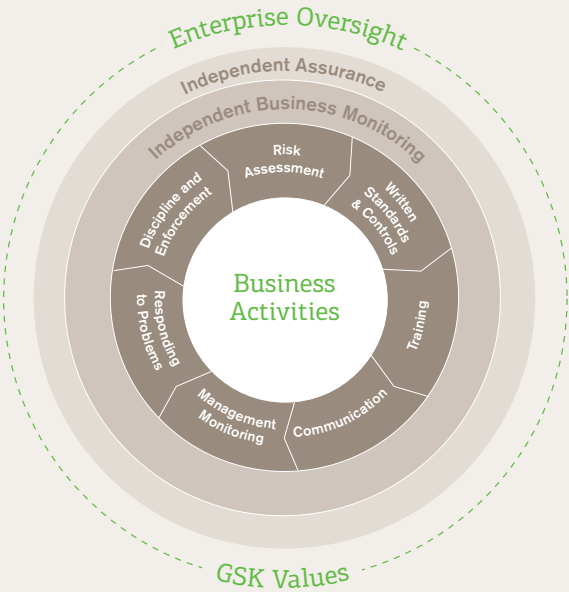 Enterprise Oversight
Independent Assurance
Independent Business Monitoring
Risk
Assessment
Written
Standards
& Controls
Training
Communication
Management
Monitoring
Responding
to Problems
Discipline and
Enforcement
Business
Activities
GSK Values